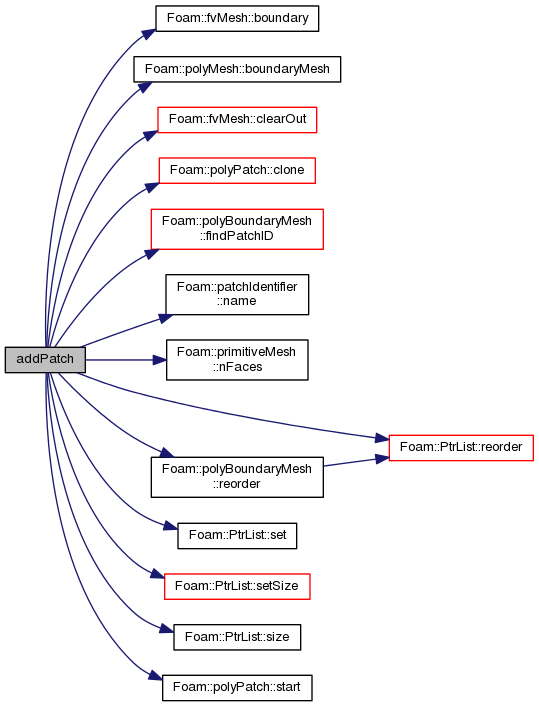 Foam::fvMesh::boundary
Foam::polyMesh::boundaryMesh
Foam::fvMesh::clearOut
Foam::polyPatch::clone
Foam::polyBoundaryMesh
::findPatchID
Foam::patchIdentifier
::name
addPatch
Foam::primitiveMesh
::nFaces
Foam::PtrList::reorder
Foam::polyBoundaryMesh
::reorder
Foam::PtrList::set
Foam::PtrList::setSize
Foam::PtrList::size
Foam::polyPatch::start